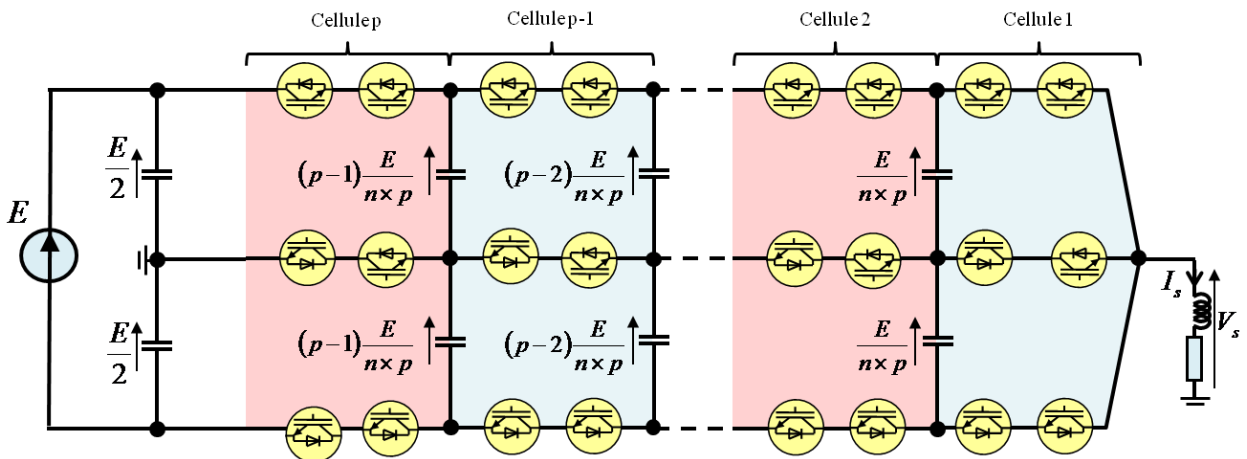 Cellule p
Cellule p-1
Cellule 2
Cellule 1
E
E/2
(p-1) E/n×p
(p-2) E/n×p
E/n×p
I_s
V_s
E/2
(p-1) E/n×p
(p-2) E/n×p
E/n×p